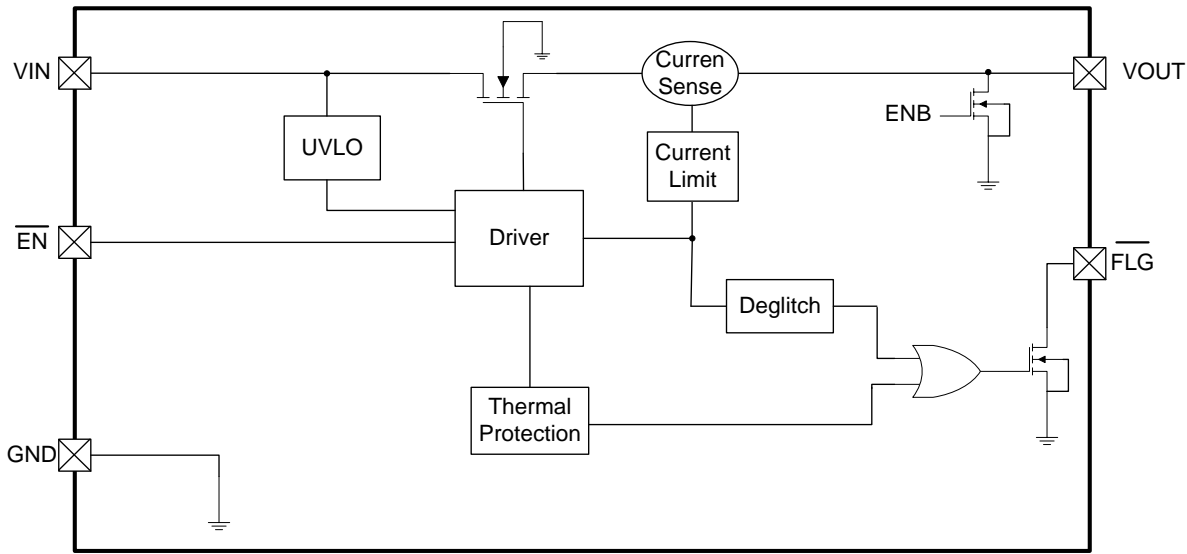 VIN
Curren
Sense
VOUT
ENB
UVLO
Current
Limit
EN
Driver
FLG
Deglitch
Thermal
Protection
GND